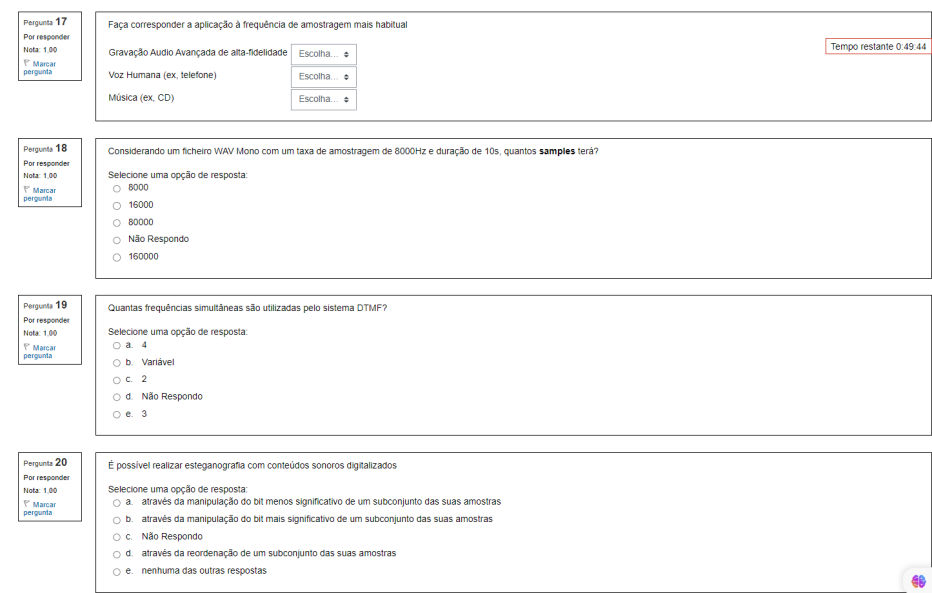 Pergunta 17
Por responder
Nota: 1,00
Marcar
pergunta
Faça corresponder a aplicação à frequência de amostragem mais habitual
Tempo restante 0:49:44
Gravação Audio Avançada de alta-fidelidade Escolha...
Voz Humana (ex, telefone) Escolha...
Música (ex, CD) Escolha...
Pergunta 18
Por responder
Nota: 1,00
Marcar
pergunta
Considerando um ficheiro WAV Mono com um taxa de amostragem de 8000Hz e duração de 10s, quantos samples terá?
Selecione uma opção de resposta:
8000
16000
80000
Não Respondo
160000
Pergunta 19
Por responder
Nota: 1,00
Marcar
pergunta
Quantas frequências simultâneas são utilizadas pelo sistema DTMF?
Selecione uma opção de resposta:
a. 4
b. Variável
c. 2
d. Não Respondo
e. 3
Pergunta 20
Por responder
Nota: 1,00
Marcar
pergunta
É possível realizar esteganografia com conteúdos sonoros digitalizados
Selecione uma opção de resposta:
a. através da manipulação do bit menos significativo de um subconjunto das suas amostras
b. através da manipulação do bit mais significativo de um subconjunto das suas amostras
c. Não Respondo
d. através da reordenação de um subconjunto das suas amostras
e. nenhuma das outras respostas